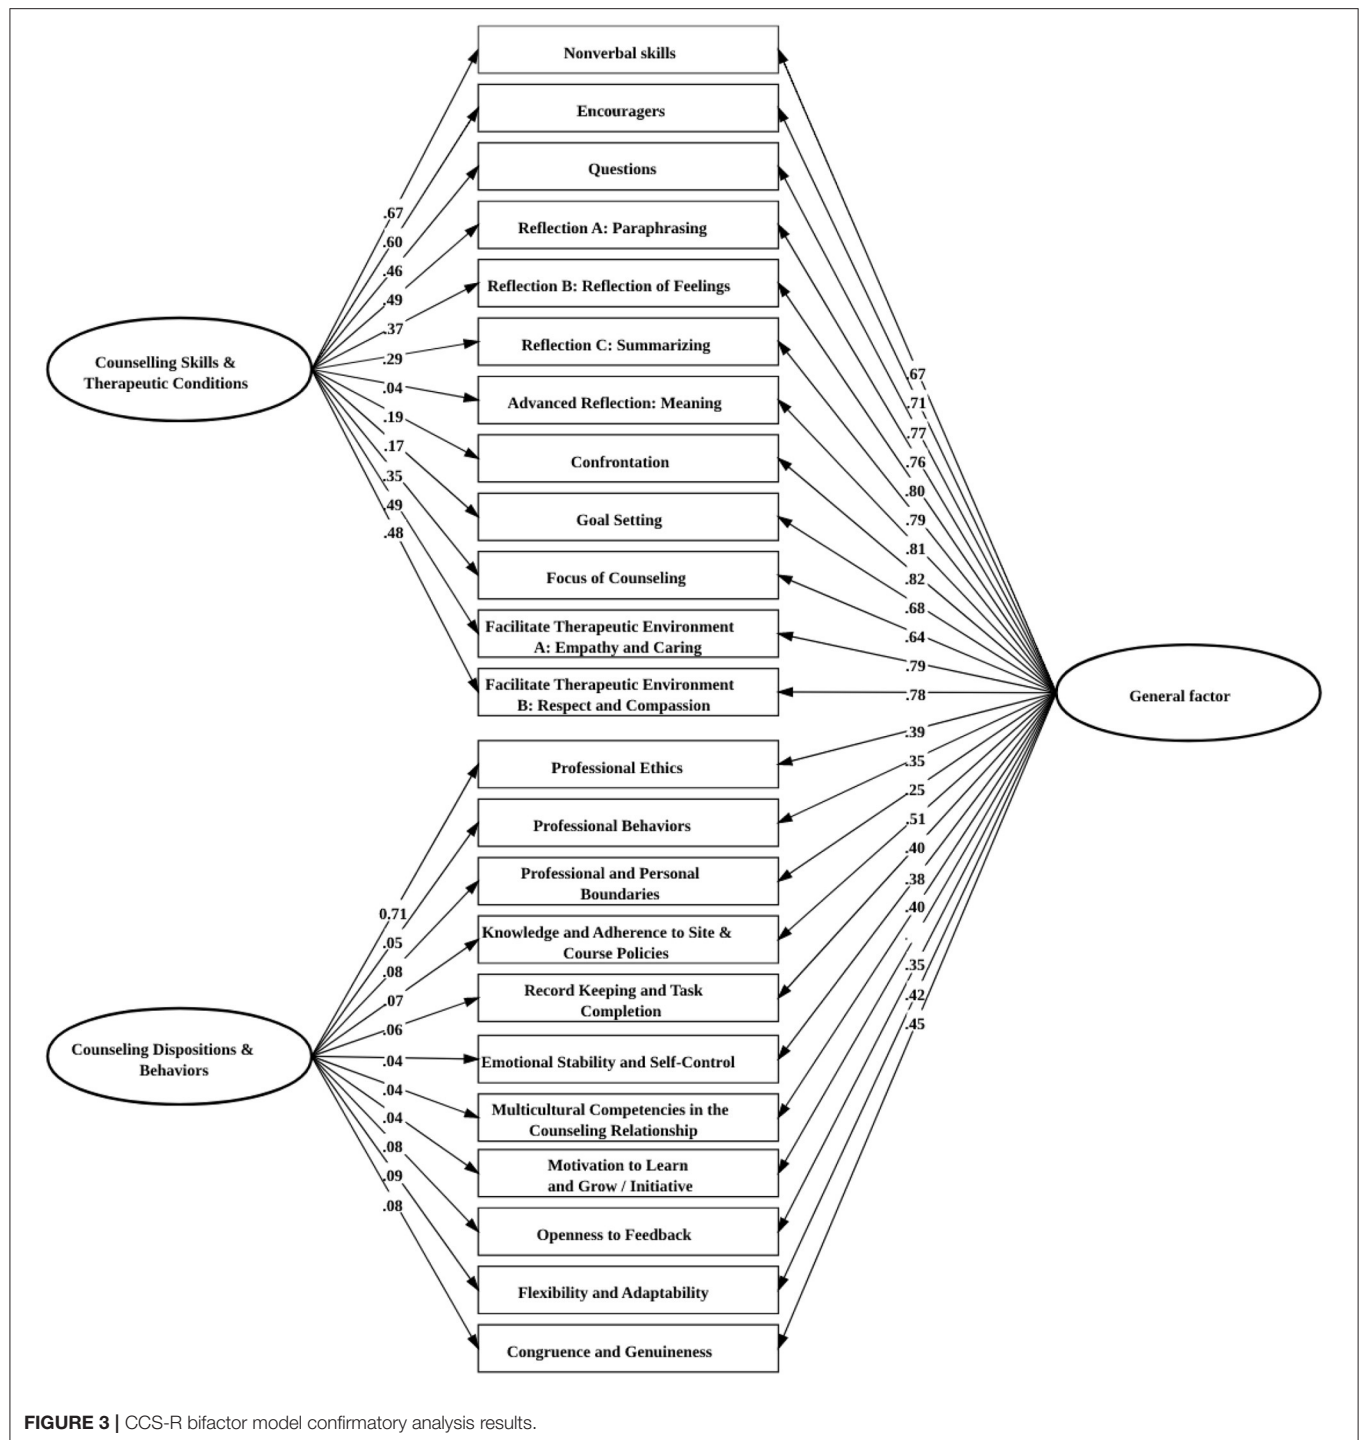 Nonverbal skills
Encouragers
Questions
Reflection A: Paraphrasing
Reflection B: Reflection of Feelings
Reflection C: Summarizing
Advanced Reflection: Meaning
Confrontation
Goal Setting
Focus of Counseling
Facilitate Therapeutic Environment
A: Empathy and Caring
Facilitate Therapeutic Environment
B: Respect and Compassion
Professional Ethics
Professional Behaviors
Professional and Personal
Boundaries
Knowledge and Adherence to Site &
Course Policies
Record Keeping and Task
Completion
Emotional Stability and Self-Control
Multicultural Competencies in the
Counseling Relationship
Motivation to Learn
and Grow / Initiative
Openness to Feedback
Flexibility and Adaptability
Congruence and Genuineness
Counselling Skills &
Therapeutic Conditions
.67
.60
.46
.49
.37
.29
.04
.19
.17
.35
.49
.48
Counseling Dispositions &
Behaviors
0.71
.05
.08
.07
.06
.04
.04
.04
.08
.09
.08
General factor
.67
.71
.77
.76
.80
.79
.81
.82
.68
.64
.79
.78
.39
.35
.25
.51
.40
.38
.40
.
.35
.42
.45
FIGURE 3 | CCS-R bifactor model confirmatory analysis results.